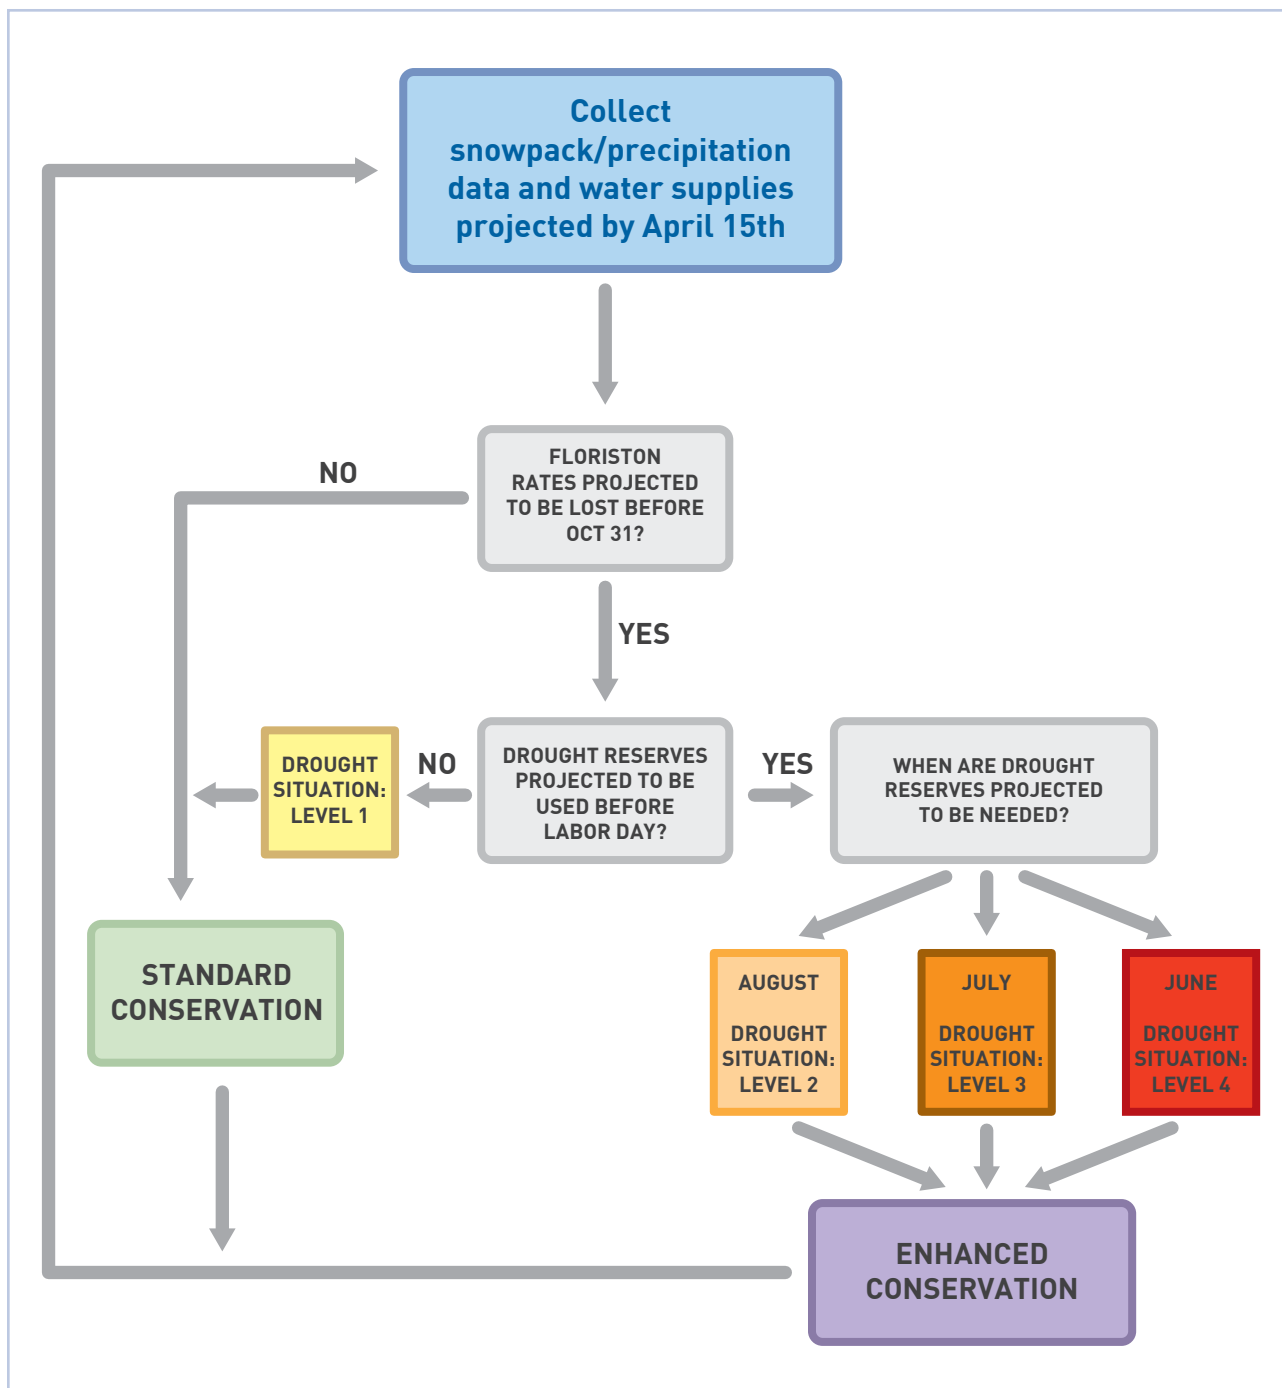 Collect
snowpack/precipitation
data and water supplies
projected by April 15th
FLORISTON
RATES PROJECTED
TO BE LOST BEFORE
OCT 31?
NO
YES
DROUGHT
SITUATION:
LEVEL 1
NO
DROUGHT RESERVES
PROJECTED TO BE
USED BEFORE
LABOR DAY?
YES
WHEN ARE DROUGHT
RESERVES PROJECTED
TO BE NEEDED?
STANDARD
CONSERVATION
AUGUST
DROUGHT
SITUATION:
LEVEL 2
JULY
DROUGHT
SITUATION:
LEVEL 3
JUNE
DROUGHT
SITUATION:
LEVEL 4
ENHANCED
CONSERVATION